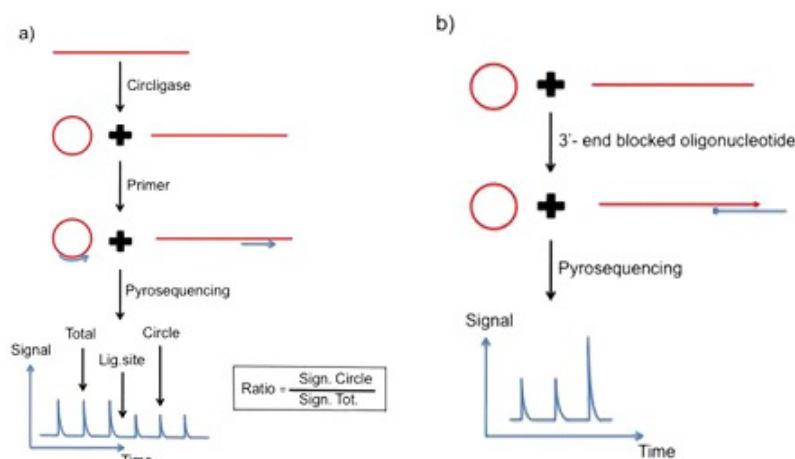 a)
Circligase
Primer
Pyrosequencing
Total
Circle
Signal
Lig.site
Ratio = Sign. Circle
Sign. Tot.
Time
b)
3'- end blocked oligonucleotide
Pyrosequencing
Signal
Time